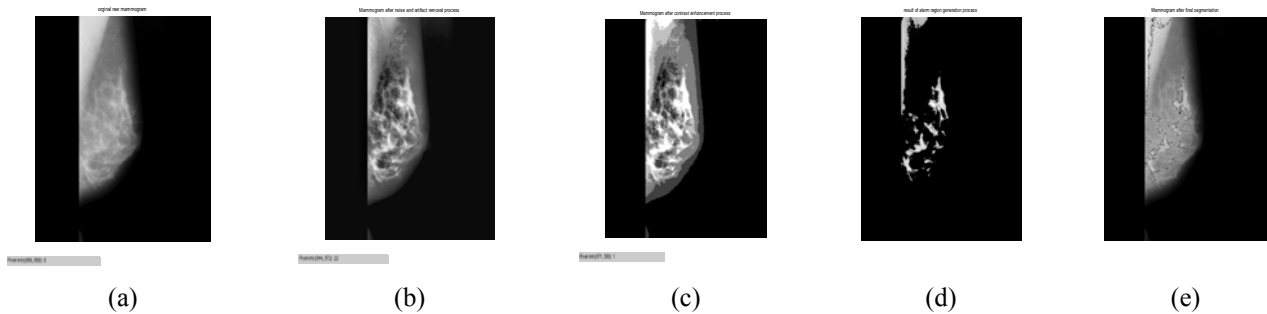 orginal raw mammogram
Mammogram after noise and artifact removal process
Mammogram after contrast enhancement process
result of alarm region generation process
Mammogram after final segmentation
(a)
(b)
(c)
(d)
(e)